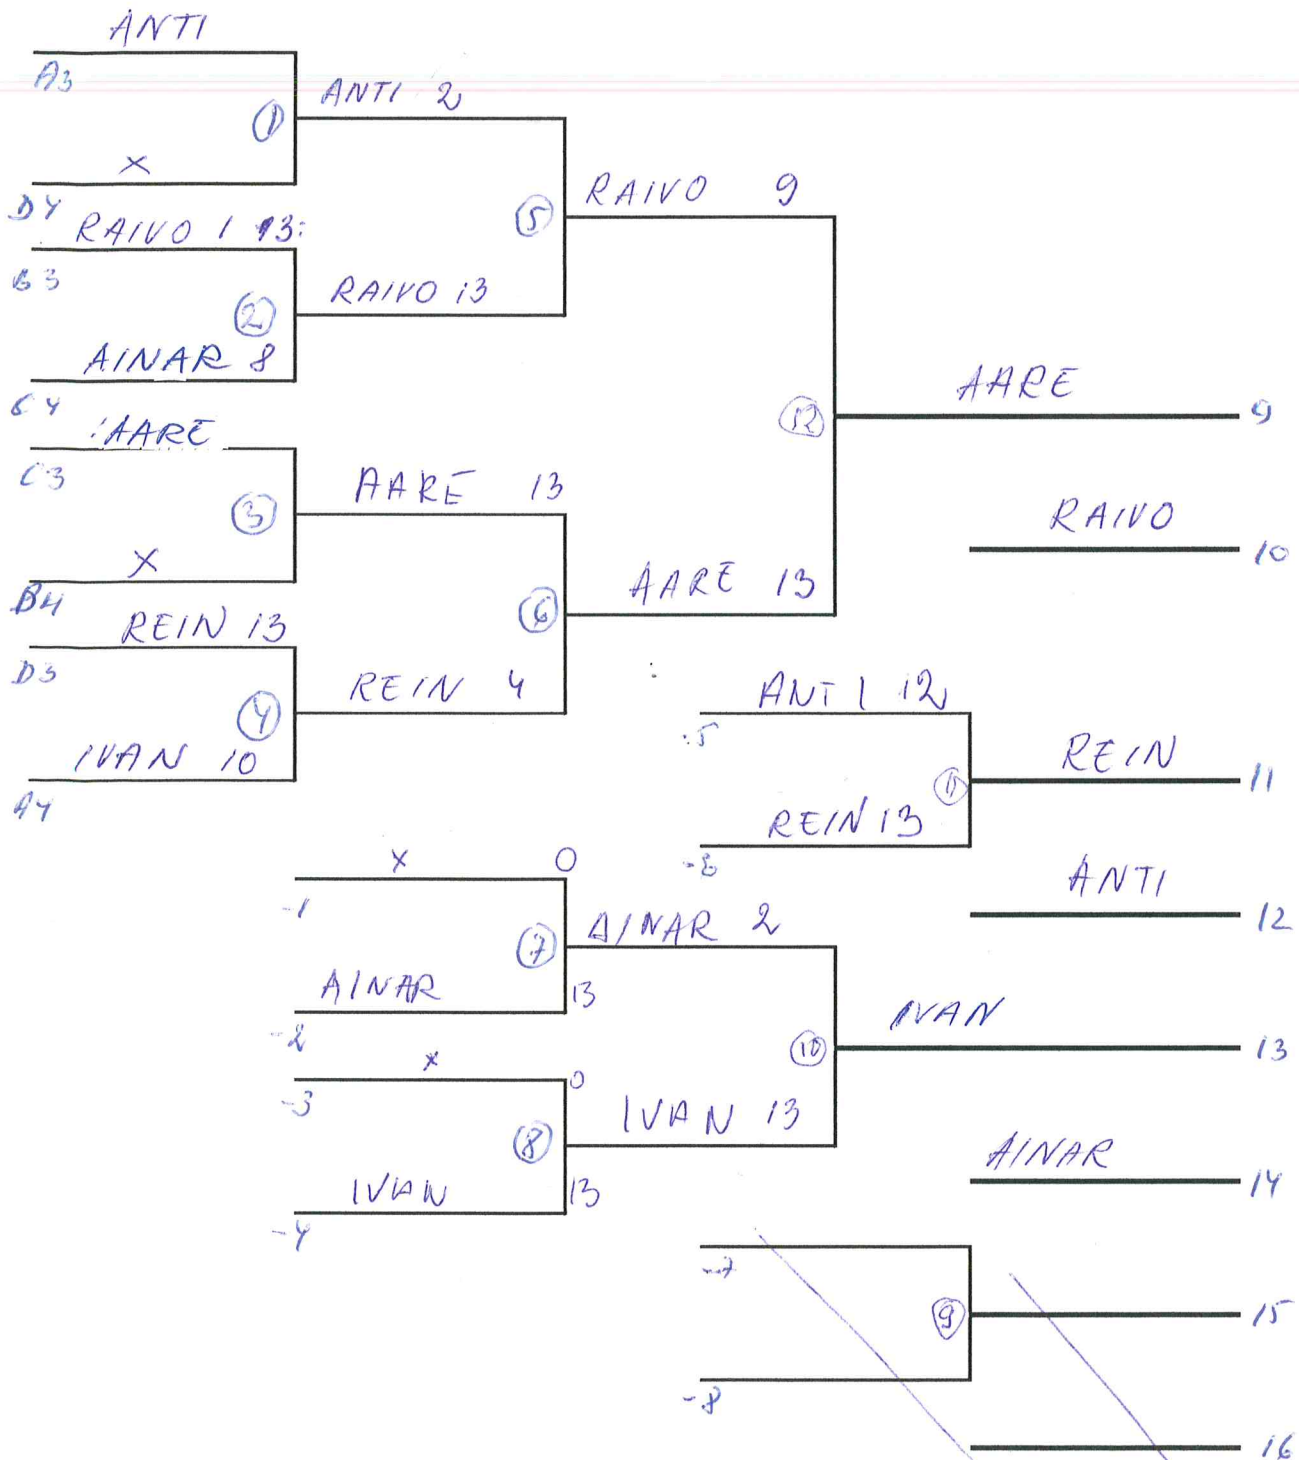 ANTI
A3
ANTI 2
1
X
D4
RAIVO 9
5
RAIVO 1 13:
B3
RAIVO 13
2
AINAR 8
C4
AARE
12
9
AARE
C3
AARE 13
3
RAIVO
10
X
B4
AARE 13
6
REIN 13
D3
REIN 4
4
ANTI 12
-5
IVAN 10
A4
REIN
11
11
REIN 13
X 0
-1
ANTI
12
AINAR 2
7
AINAR
13
-2
IVAN
10
13
X
0
-3
IVAN 13
8
AINAR
14
IVAN
13
-4
-7
9
15
-8
16